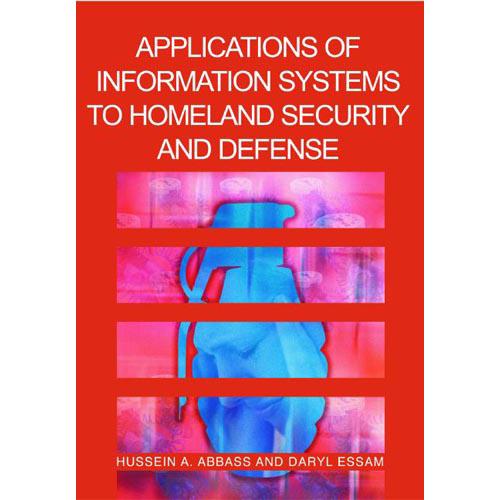 APPLICATIONS OF
INFORMATION SYSTEMS
TO HOMELAND SECURITY
AND DEFENSE
HUSSEIN A. ABBASS AND DARYL ESSAM